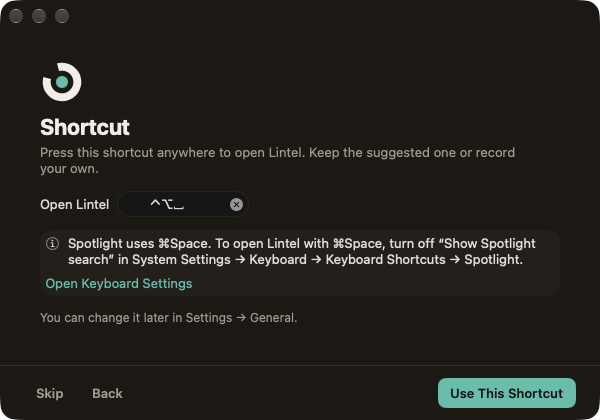 Shortcut
Press this shortcut anywhere to open Lintel. Keep the suggested one or record
your own.
Open Lintel ⌃⌥⎵
Spotlight uses ⌘Space. To open Lintel with ⌘Space, turn off “Show Spotlight
search” in System Settings → Keyboard → Keyboard Shortcuts → Spotlight.
Open Keyboard Settings
You can change it later in Settings → General.
Skip Back Use This Shortcut